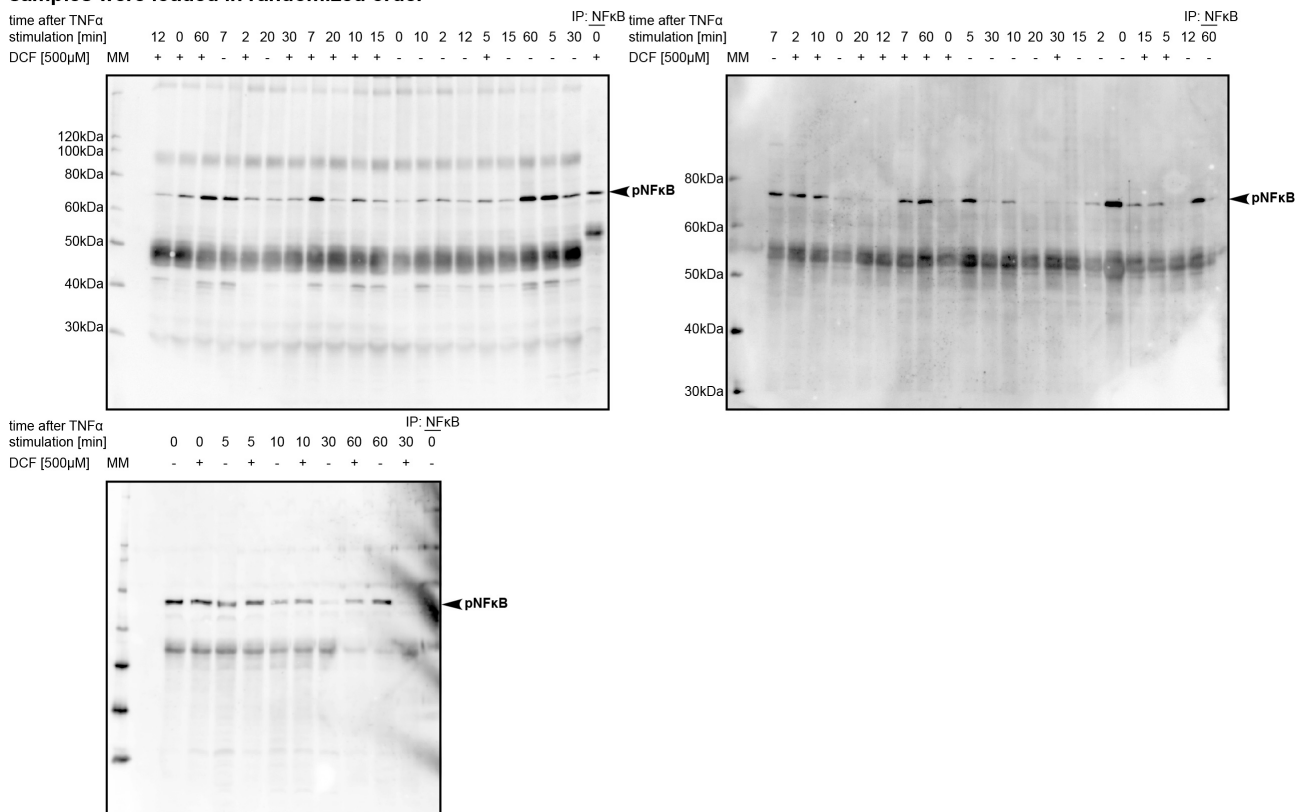 samples were loaded in randomized order
time after TNFα IP: NFκB
stimulation [min] 12 0 60 7 2 20 30 7 20 10 15 0 10 2 12 5 15 60 5 30 0
DCF [500μM] MM + + + - + - + + - + + - - - - + - - - - +
120kDa
100kDa
80kDa
60kDa
50kDa
40kDa
30kDa
pNFκB
time after TNFα IP: NFκB
stimulation [min] 7 2 10 0 20 12 7 60 0 5 30 10 20 30 15 2 0 15 5 12 60
DCF [500μM] MM - + + - + + + + + - - - - + - - - + + - -
80kDa
60kDa
50kDa
40kDa
30kDa
pNFκB
time after TNFα IP: NFκB
stimulation [min] 0 0 5 5 10 10 30 60 60 30 0
DCF [500μM] MM - + - + - + - + - + -
pNFκB